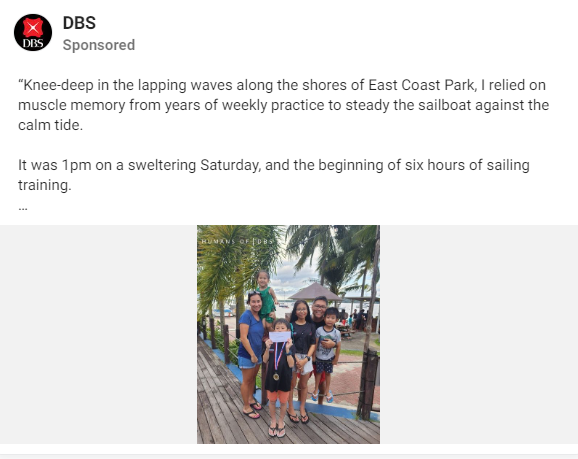 DBS
DBS
Sponsored
“Knee-deep in the lapping waves along the shores of East Coast Park, I relied on
muscle memory from years of weekly practice to steady the sailboat against the
calm tide.
It was 1pm on a sweltering Saturday, and the beginning of six hours of sailing
training.
...
HUMANS OF DBS